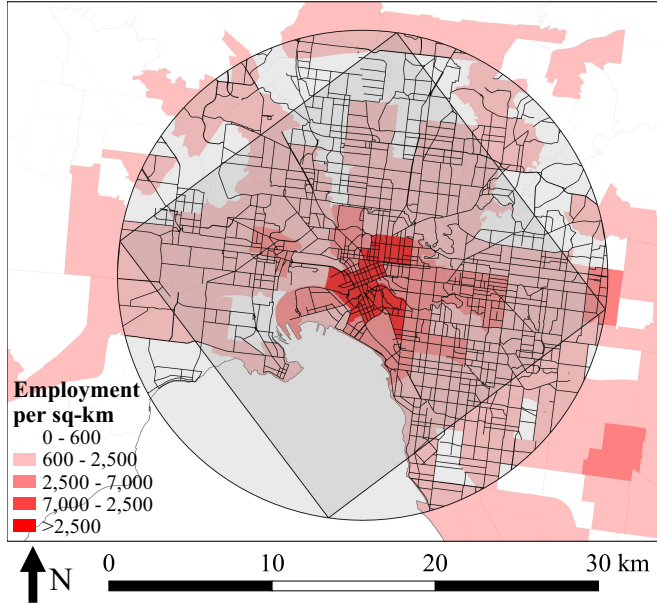 Employment
per sq-km
0 - 600
600 - 2,500
2,500 - 7,000
7,000 - 2,500
>2,500
N
0 10 20 30 km